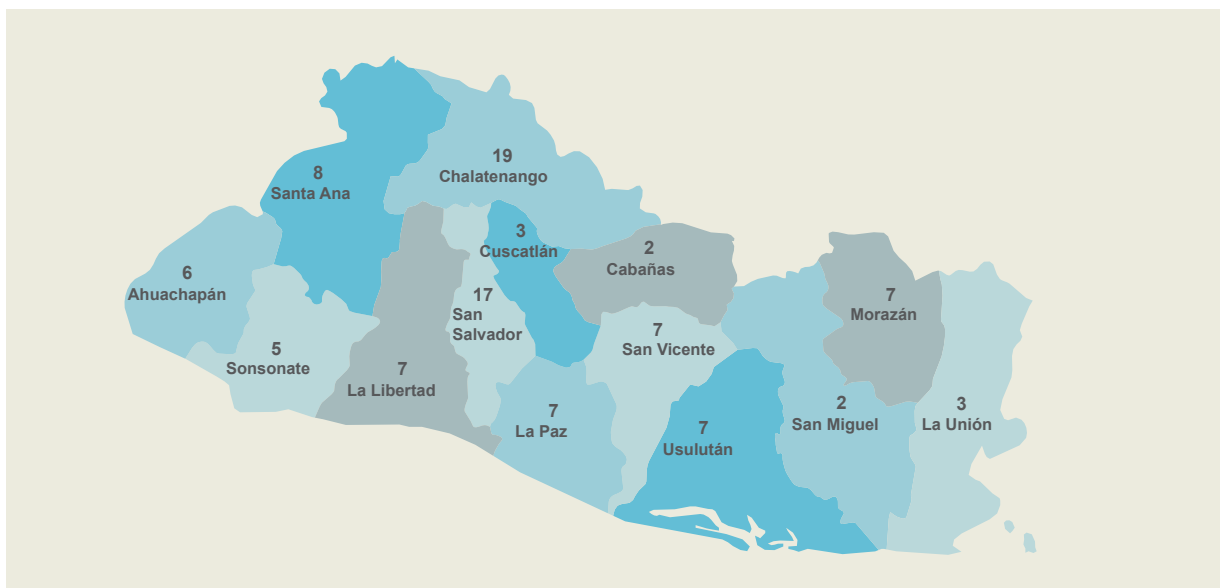 19
Chalatenango
8
Santa Ana
3
Cuscatlán
2
Cabañas
6
Ahuachapán
17
San
Salvador
7
Morazán
5
Sonsonate
7
San Vicente
7
La Libertad
7
La Paz
7
Usulután
2
San Miguel
3
La Unión